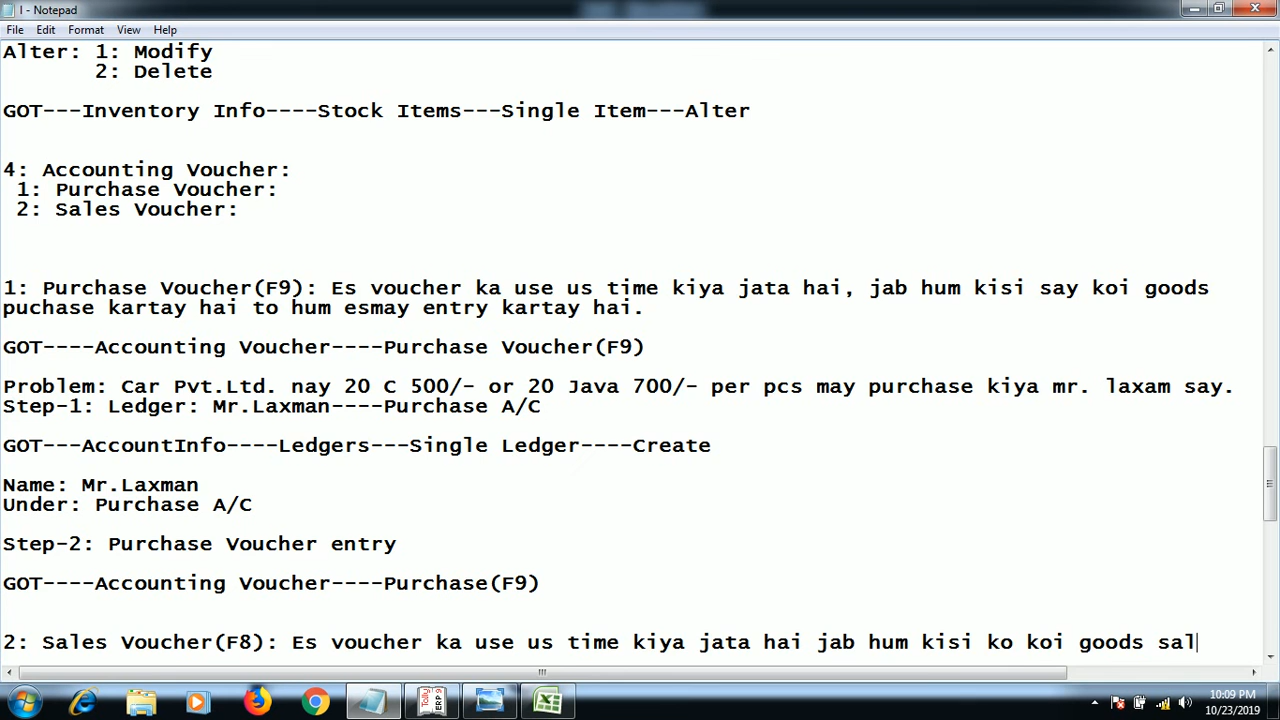 I - Notepad
File Edit Format View Help
Alter: 1: Modify
2: Delete
GOT---Inventory Info----Stock Items---Single Item---Alter
4: Accounting Voucher:
1: Purchase Voucher:
2: Sales Voucher:
1: Purchase Voucher(F9): Es voucher ka use us time kiya jata hai, jab hum kisi say koi goods
puchase kartay hai to hum esmay entry kartay hai.
GOT----Accounting Voucher----Purchase Voucher(F9)
Problem: Car Pvt.Ltd. nay 20 C 500/- or 20 Java 700/- per pcs may purchase kiya mr. laxam say.
Step-1: Ledger: Mr.Laxman----Purchase A/C
GOT---AccountInfo----Ledgers---Single Ledger----Create
Name: Mr.Laxman
Under: Purchase A/C
Step-2: Purchase Voucher entry
GOT----Accounting Voucher----Purchase(F9)
2: Sales Voucher(F8): Es voucher ka use us time kiya jata hai jab hum kisi ko koi goods sal
Tally ERP 9
10:09 PM
10/23/2019